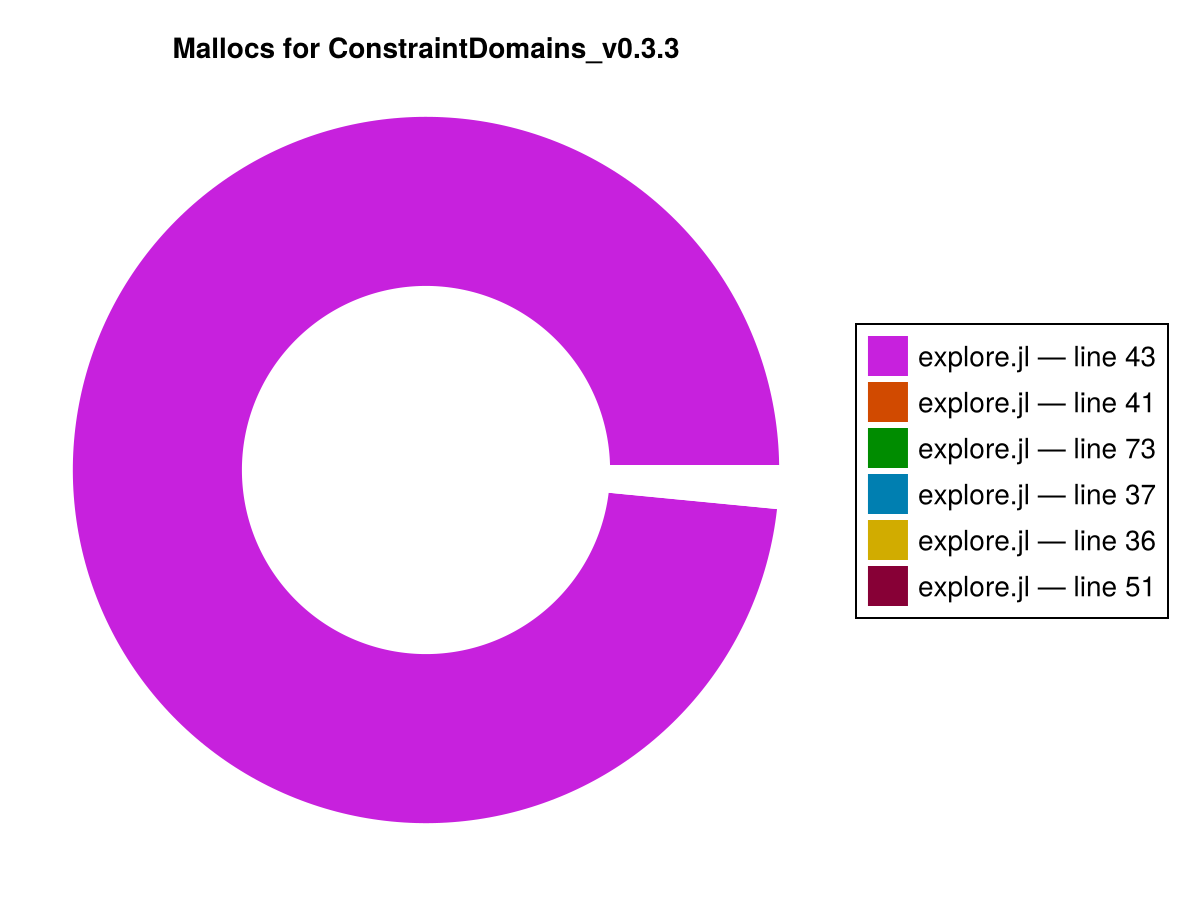 Mallocs for ConstraintDomains_v0.3.3
explore.jl — line 43
explore.jl — line 41
explore.jl — line 73
explore.jl — line 37
explore.jl — line 36
explore.jl — line 51